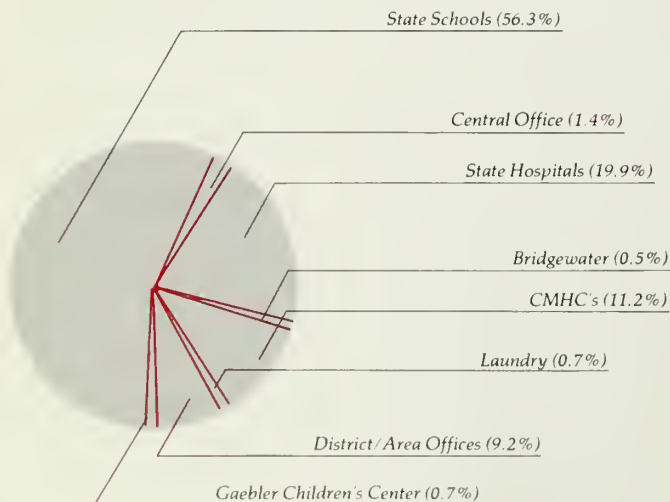 State Schools (56.3%)
Central Office (1.4%)
State Hospitals (19.9%)
Bridgewater (0.5%)
CMHC's (11.2%)
Laundry (0.7%)
District/Area Offices (9.2%)
Gaebler Children's Center (0.7%)